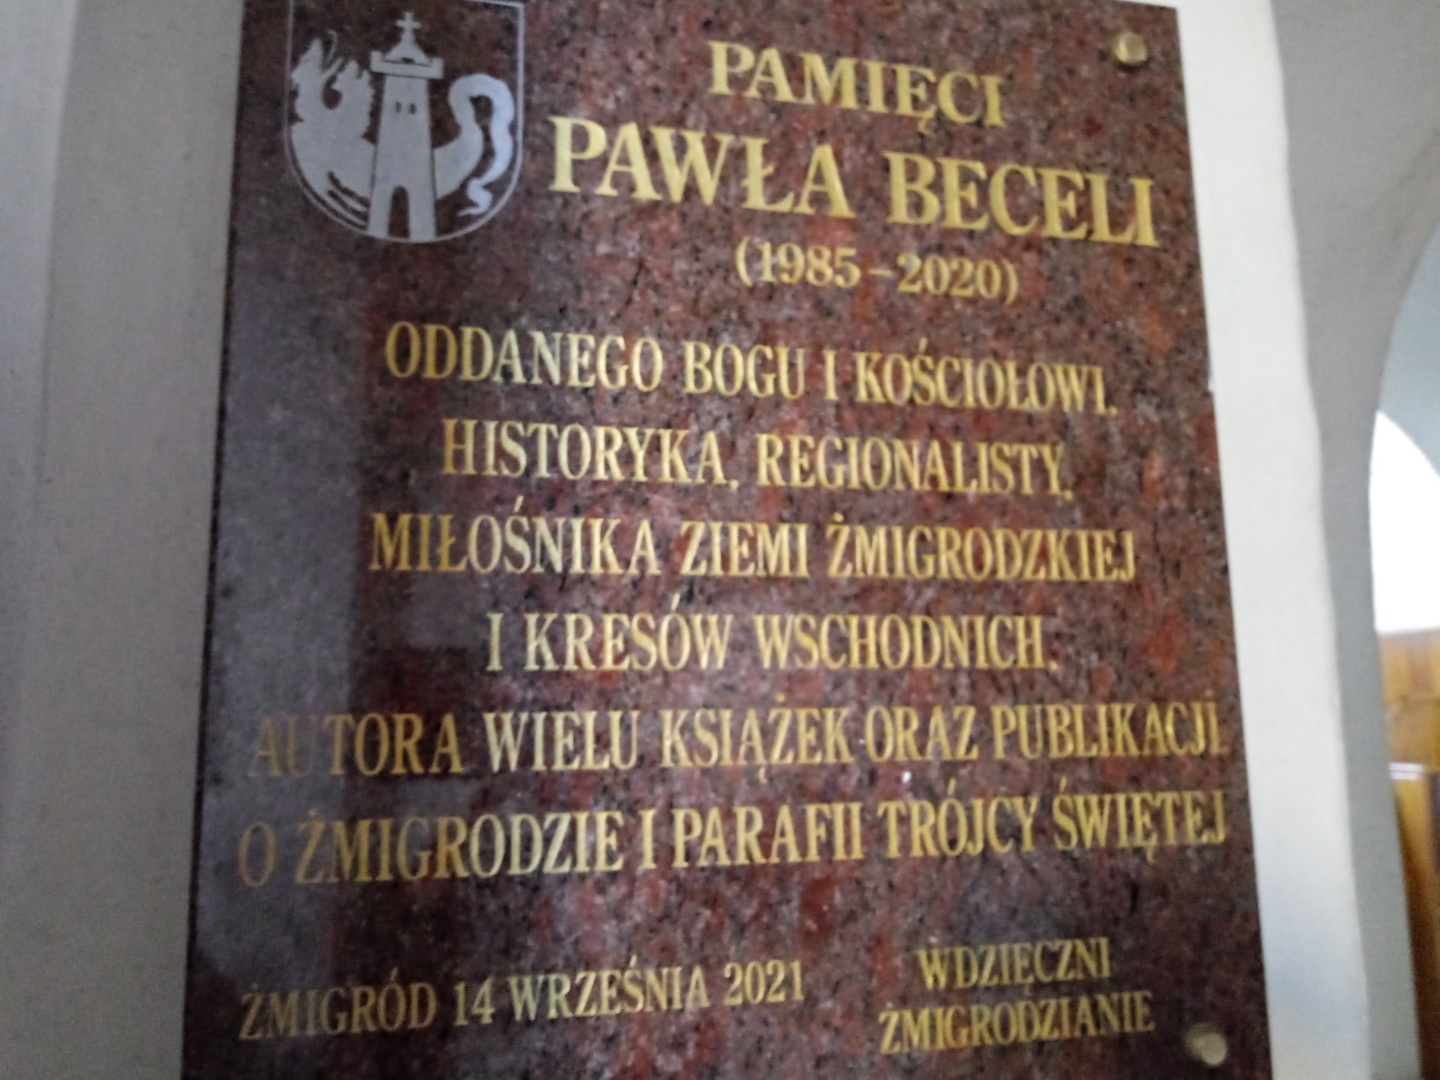 PAMIĘCI
PAWŁA BECELI
(1985-2020)
ODDANEGO BOGU I KOŚCIOŁOWI,
HISTORYKA, REGIONALISTY,
MIŁOŚNIKA ZIEMI ŻMIGRODZKIEJ
I KRESÓW WSCHODNICH,
AUTORA WIELU KSIĄŻEK ORAZ PUBLIKACJI
O ŻMIGRODZIE I PARAFII TRÓJCY ŚWIĘTEJ
ŻMIGRÓD 14 WRZEŚNIA 2021
WDZIĘCZNI
ŻMIGRODZIANIE